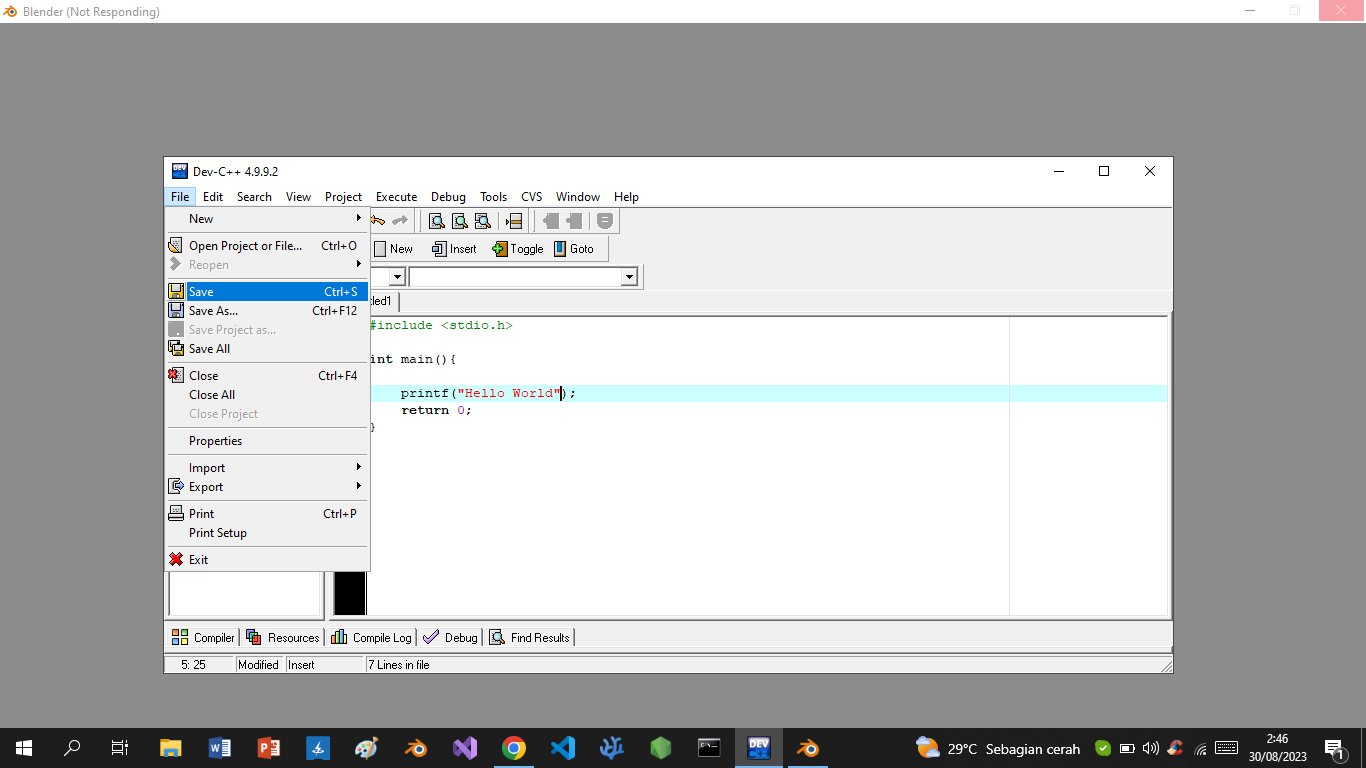 Blender (Not Responding)
Dev-C++ 4.9.9.2
File Edit Search View Project Execute Debug Tools CVS Window Help
New
New Insert Toggle Goto
Open Project or File... Ctrl+O
Reopen
Save Ctrl+S
Save As... Ctrl+F12
Save Project as...
Save All
Close Ctrl+F4
Close All
Close Project
Properties
Import
Export
Print Ctrl+P
Print Setup
Exit
tled1
#include <stdio.h>
int main(){
printf("Hello World");
return 0;
}
Compiler Resources Compile Log Debug Find Results
5: 25 Modified Insert 7 Lines in file
DEV
29°C Sebagian cerah
2:46
30/08/2023
1